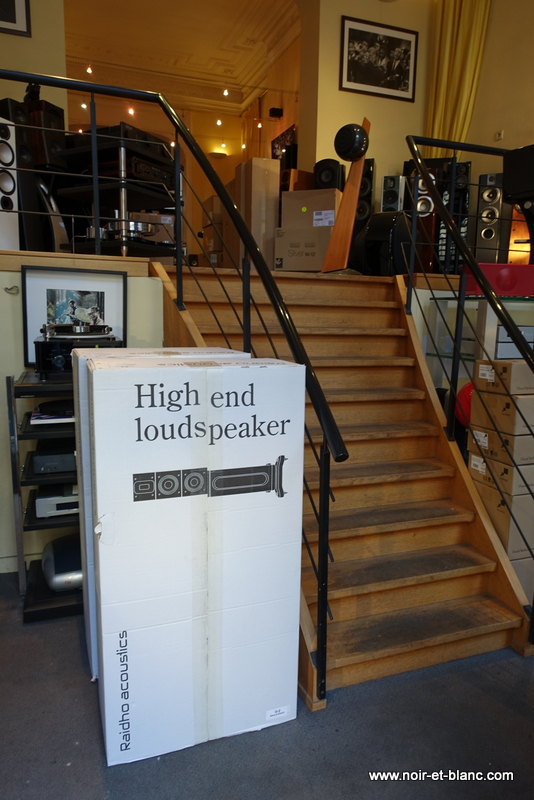 High end
loudspeaker
Raidho acoustics
www.noir-et-blanc.com